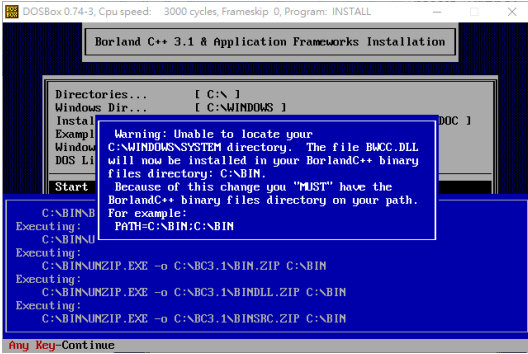 DOSBox 0.74-3, Cpu speed: 3000 cycles, Frameskip 0, Program: INSTALL
Borland C++ 3.1 & Application Frameworks Installation
Directories... [ C:\ ]
Windows Dir... [ C:\WINDOWS ]
Instal DOC ]
Exampl
Window
DOS Li
Start
Warning: Unable to locate your
C:\WINDOWS\SYSTEM directory. The file BWCC.DLL
will now be installed in your BorlandC++ binary
files directory: C:\BIN.
Because of this change you "MUST" have the
BorlandC++ binary files directory on your path.
For example:
PATH=C:\BIN;C:\BIN
C:\BIN\B
Executing:
C:\BIN\U
Executing:
C:\BIN\UNZIP.EXE -o C:\BC3.1\BIN.ZIP C:\BIN
Executing:
C:\BIN\UNZIP.EXE -o C:\BC3.1\BINDLL.ZIP C:\BIN
Executing:
C:\BIN\UNZIP.EXE -o C:\BC3.1\BINSRC.ZIP C:\BIN
Any Key-Continue